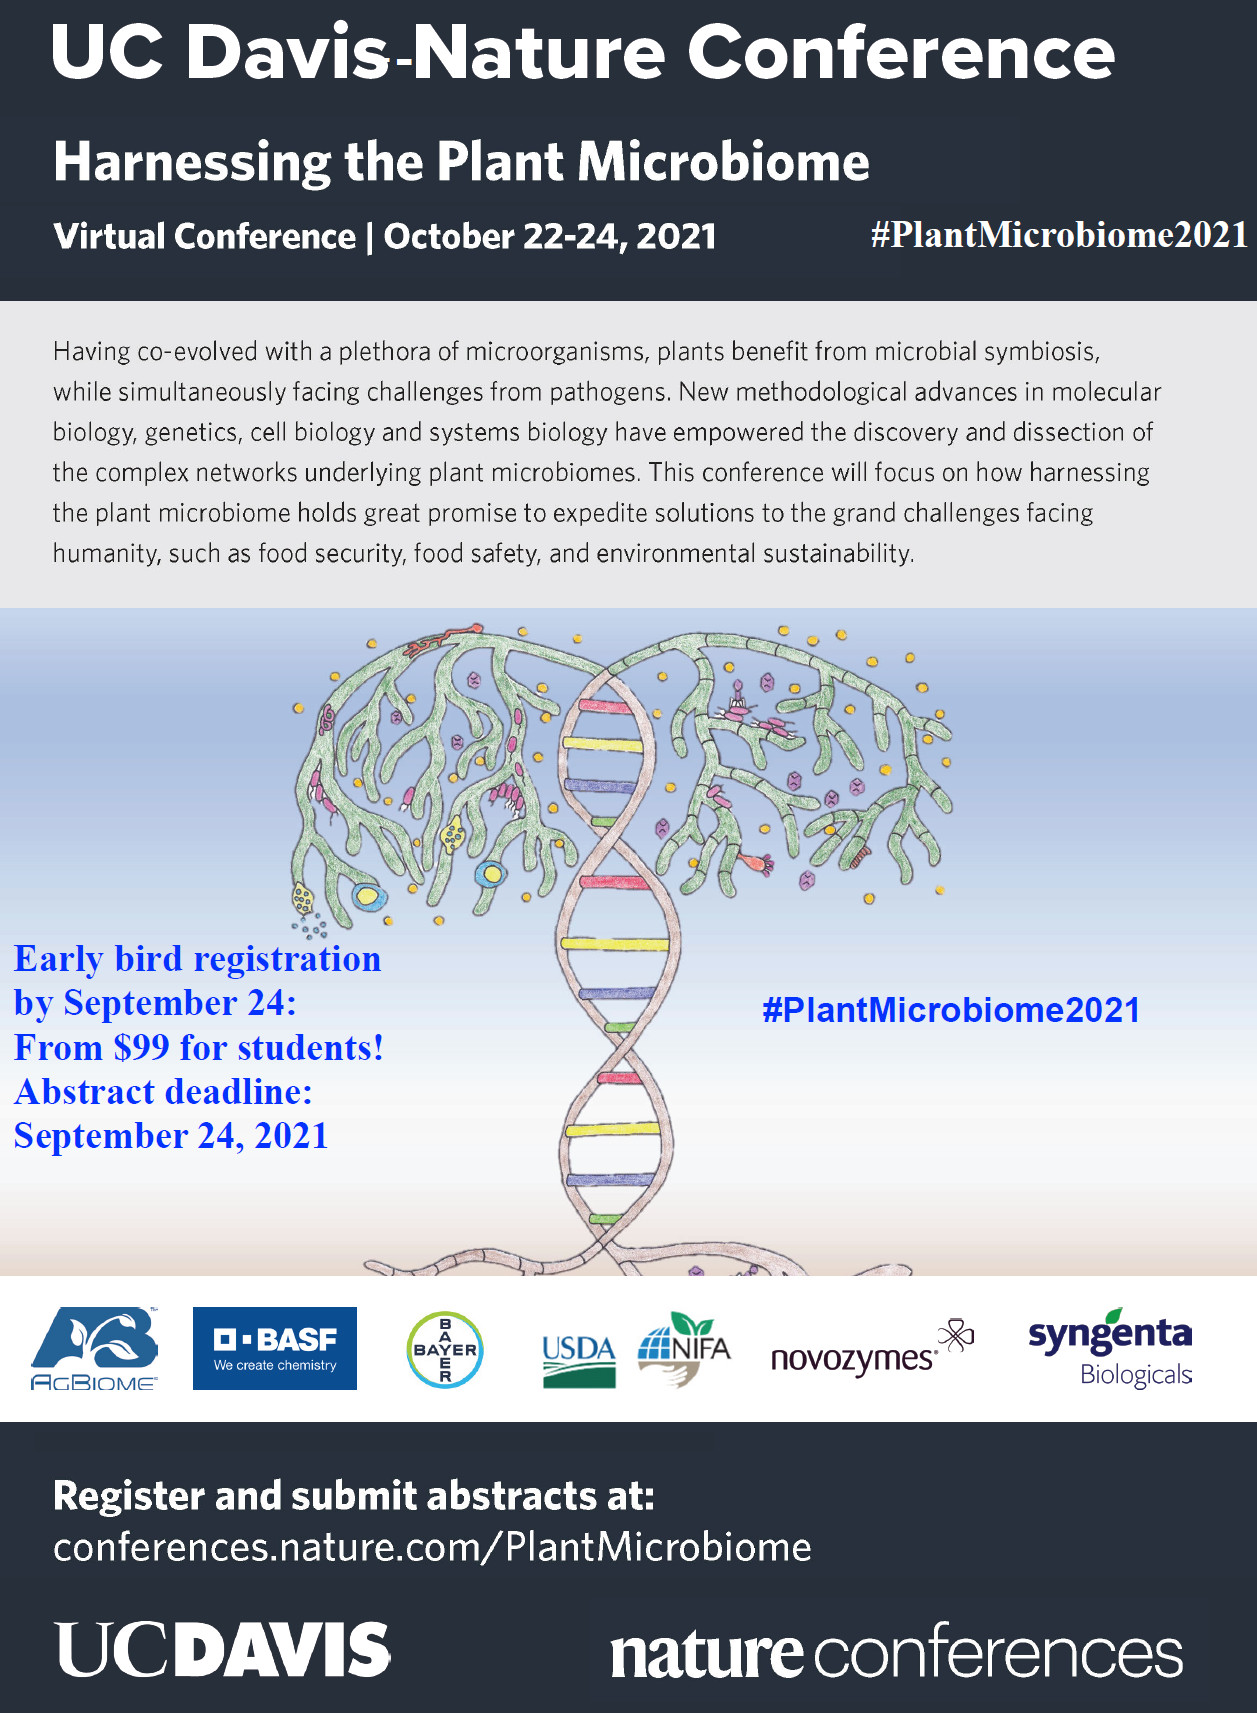 UC Davis-Nature Conference
Harnessing the Plant Microbiome
Virtual Conference | October 22-24, 2021
#PlantMicrobiome2021
Having co-evolved with a plethora of microorganisms, plants benefit from microbial symbiosis,
while simultaneously facing challenges from pathogens. New methodological advances in molecular
biology, genetics, cell biology and systems biology have empowered the discovery and dissection of
the complex networks underlying plant microbiomes. This conference will focus on how harnessing
the plant microbiome holds great promise to expedite solutions to the grand challenges facing
humanity, such as food security, food safety, and environmental sustainability.
Early bird registration
by September 24:
From $99 for students!
Abstract deadline:
September 24, 2021
#PlantMicrobiome2021
AB™
AGBIOME
BASF
We create chemistry
BAYER
BAYER
USDA
NIFA
novozymes®
syngenta
Biologicals
Register and submit abstracts at:
conferences.nature.com/PlantMicrobiome
UCDAVIS
nature conferences